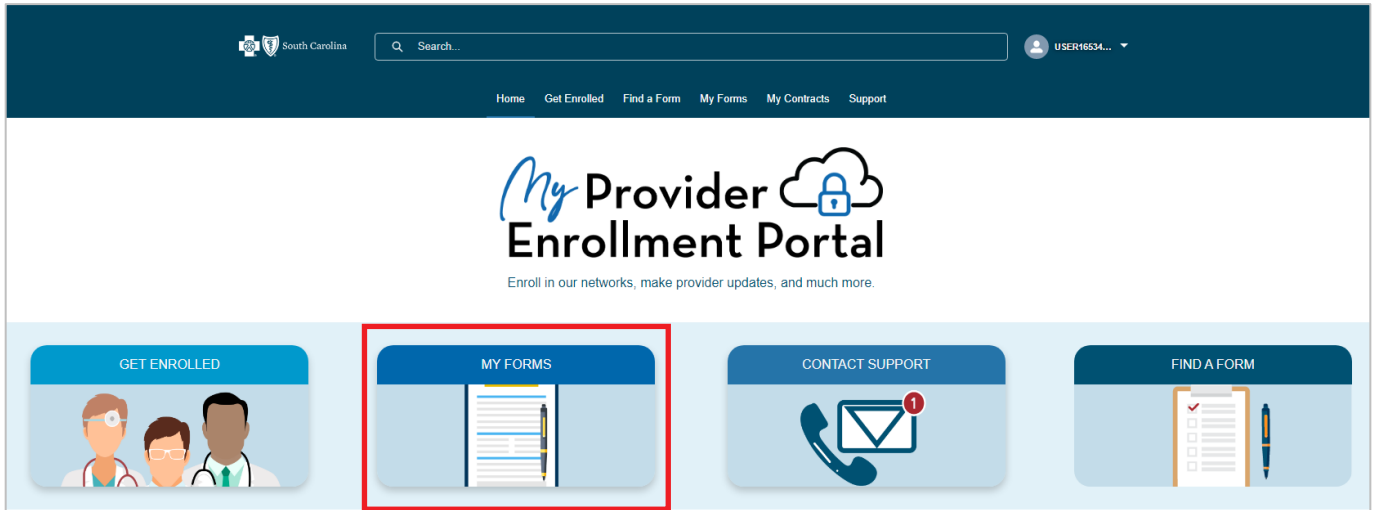 South Carolina
Search...
USER16534...
Home Get Enrolled Find a Form My Forms My Contracts Support
My Provider
Enrollment Portal
Enroll in our networks, make provider updates, and much more.
GET ENROLLED
MY FORMS
CONTACT SUPPORT
FIND A FORM
1